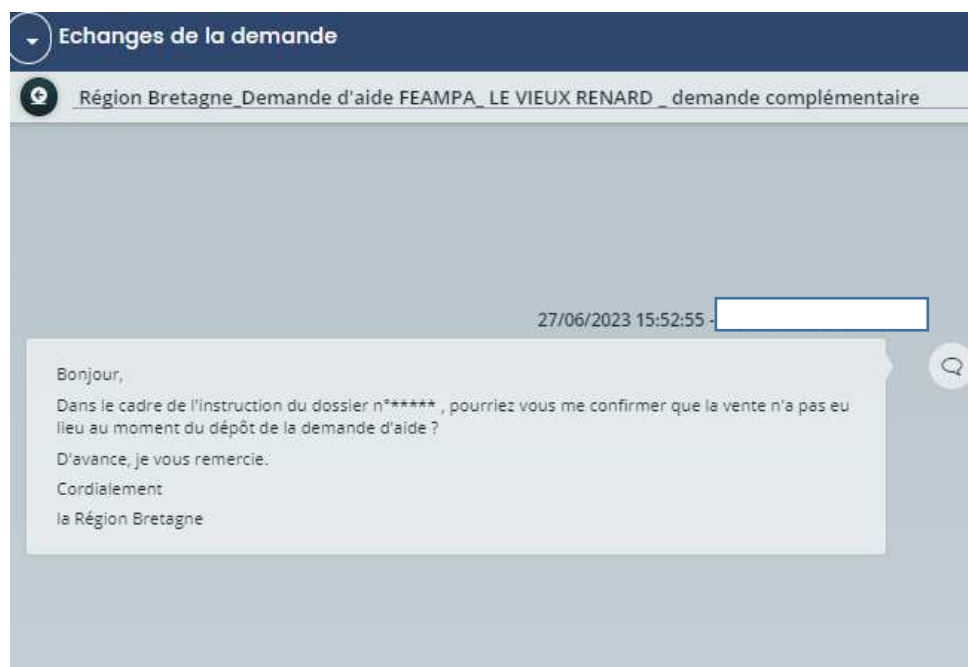 Echanges de la demande
_Région Bretagne_Demande d'aide FEAMPA_ LE VIEUX RENARD _ demande complémentaire
27/06/2023 15:52:55 -
Bonjour,
Dans le cadre de l'instruction du dossier n°***** , pourriez vous me confirmer que la vente n'a pas eu
lieu au moment du dépôt de la demande d'aide ?
D'avance, je vous remercie.
Cordialement
la Région Bretagne